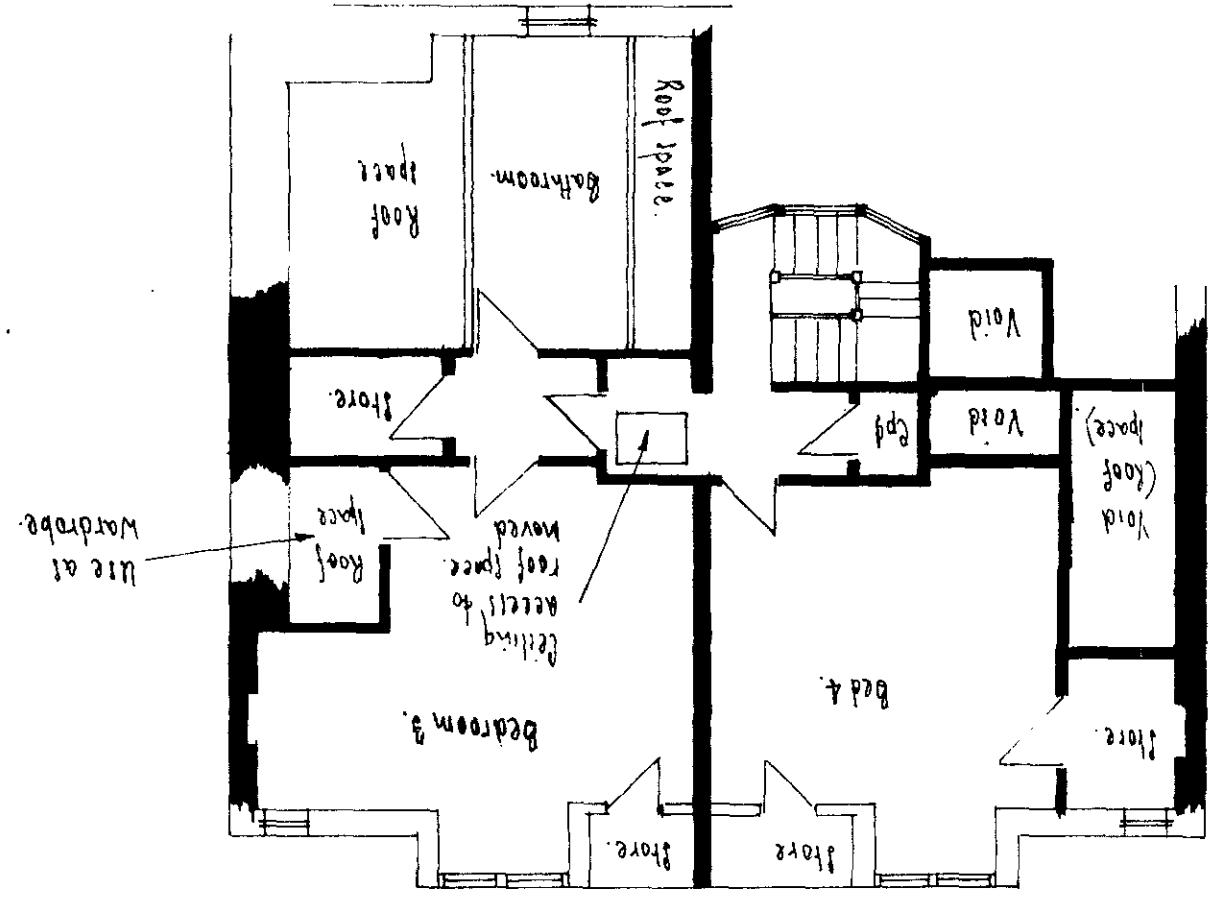 Store
Store.
Store.
Bed 4.
Bedroom 3.
Ceiling
access to
roof space.
moved
Use as
wardrobe.
Roof
space
Void
(Roof
space).
Void
Cpd
Store.
Void
Roof space.
Bathroom.
Roof
space